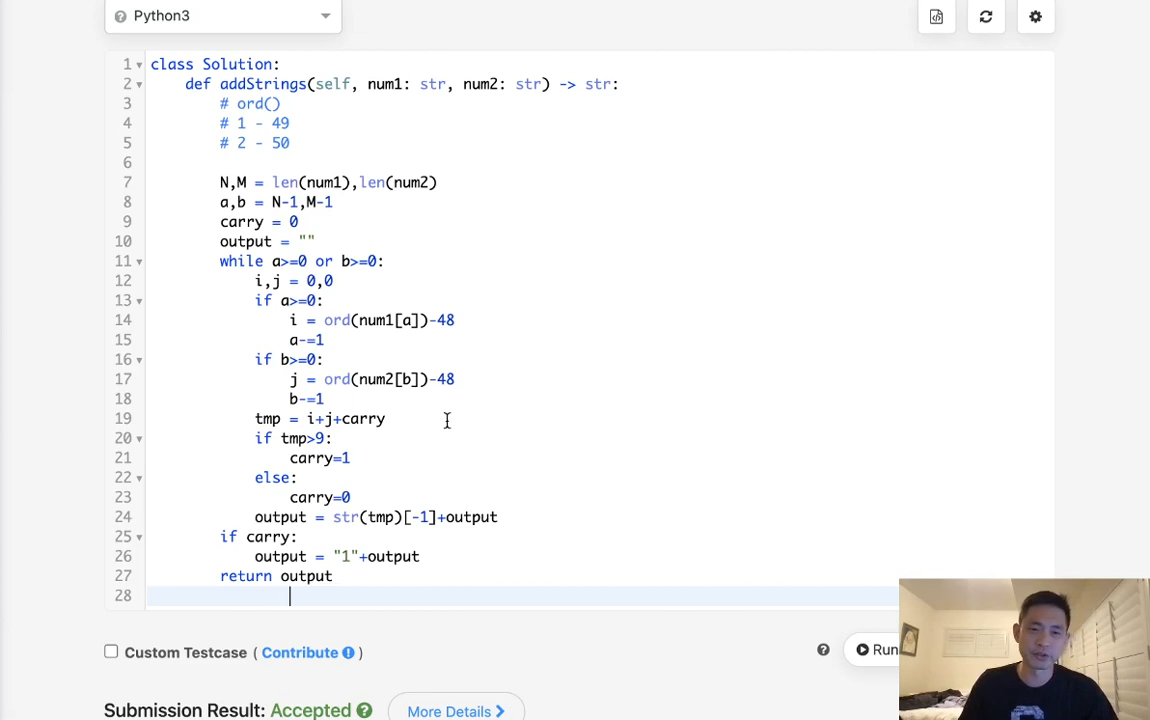 Python3
1 class Solution:
2     def addStrings(self, num1: str, num2: str) -> str:
3         # ord()
4         # 1 - 49
5         # 2 - 50
6
7         N,M = len(num1),len(num2)
8         a,b = N-1,M-1
9         carry = 0
10         output = ""
11         while a>=0 or b>=0:
12             i,j = 0,0
13             if a>=0:
14                 i = ord(num1[a])-48
15                 a-=1
16             if b>=0:
17                 j = ord(num2[b])-48
18                 b-=1
19             tmp = i+j+carry
20             if tmp>9:
21                 carry=1
22             else:
23                 carry=0
24             output = str(tmp)[-1]+output
25         if carry:
26             output = "1"+output
27         return output
28
Custom Testcase ( Contribute ) ? Run
Submission Result: Accepted ? More Details